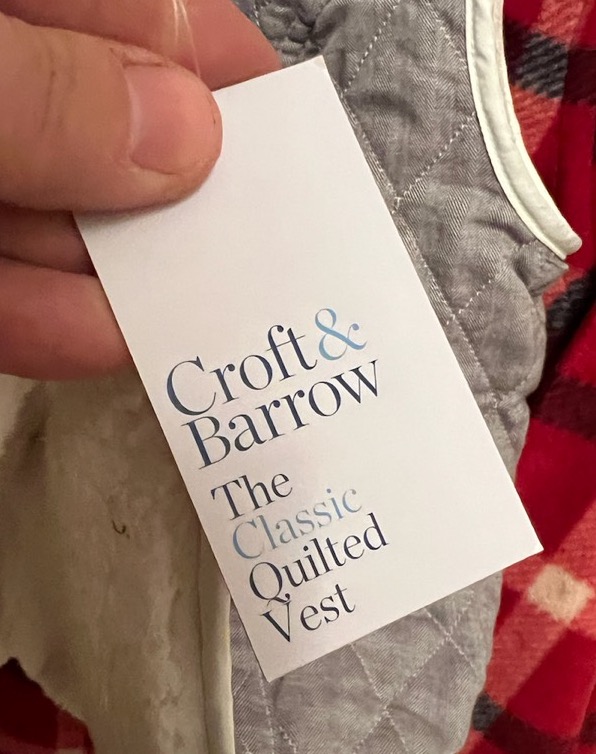 Croft &
Barrow
The
Classic
Quilted
Vest